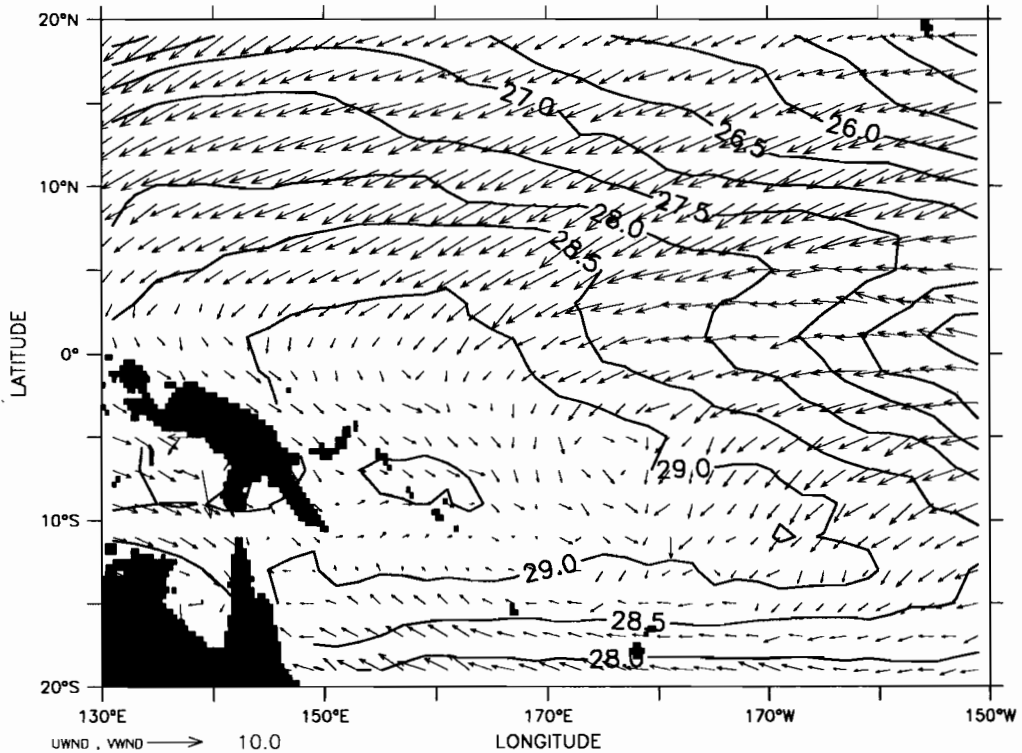 20°N
27.0
26.5
26.0
10°N
27.5
28.0
28.5
LATITUDE
0°
29.0
10°S
29.0
28.5
28.0
20°S
130°E
150°E
170°E
170°W
150°W
UWND , VWND 10.0
LONGITUDE